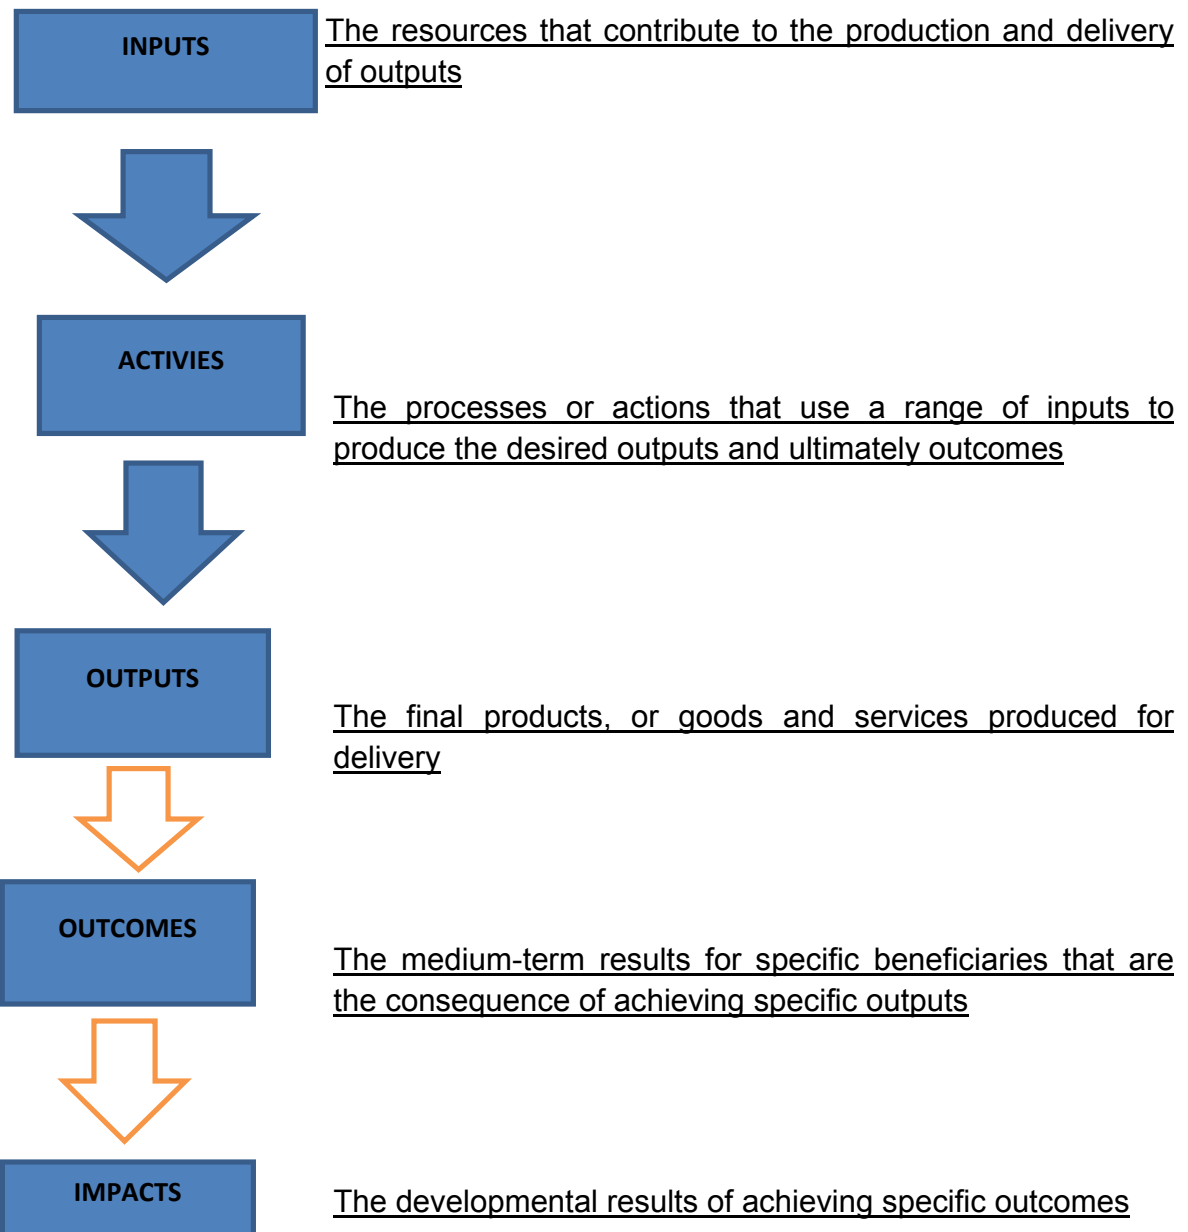 INPUTS
The resources that contribute to the production and delivery
of outputs
ACTIVIES
The processes or actions that use a range of inputs to
produce the desired outputs and ultimately outcomes
OUTPUTS
The final products, or goods and services produced for
delivery
OUTCOMES
The medium-term results for specific beneficiaries that are
the consequence of achieving specific outputs
IMPACTS
The developmental results of achieving specific outcomes